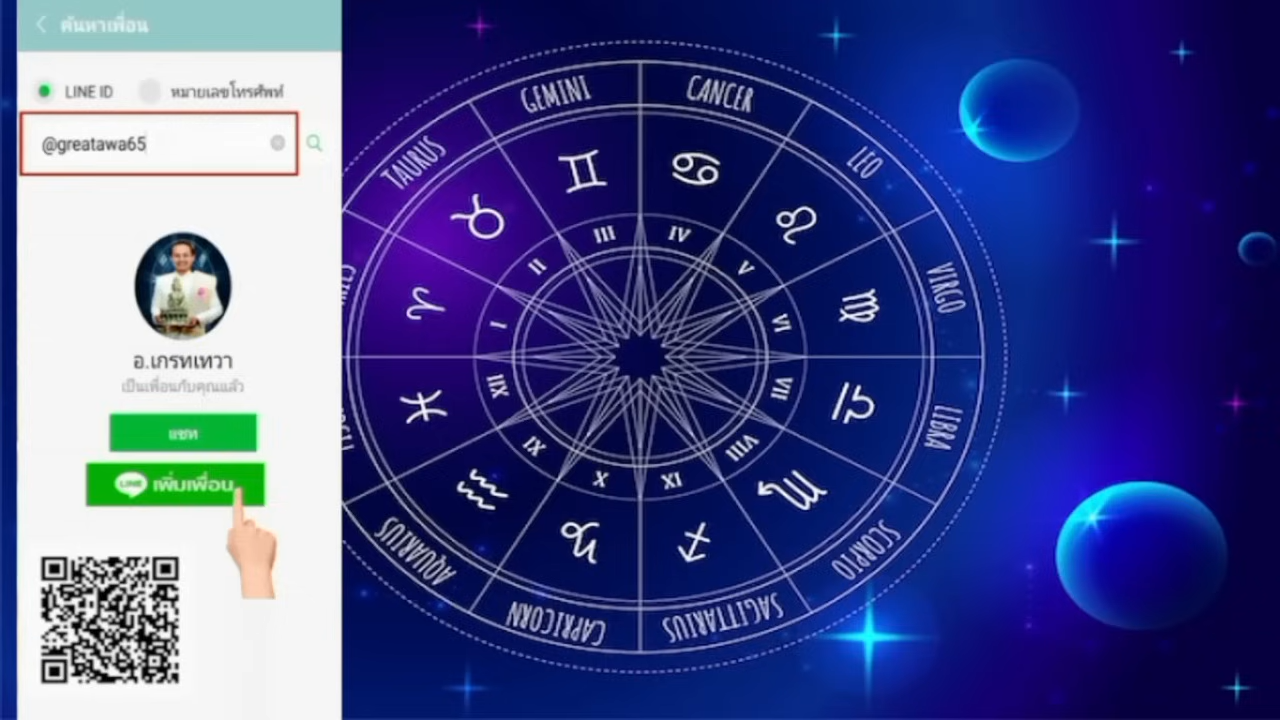 ค้นหาเพื่อน
LINE ID
หมายเลขโทรศัพท์
@greatawa65
อ.เกรทเทวา
เป็นเพื่อนกับคุณแล้ว
แชท
LINE เพิ่มเพื่อน
GEMINI
CANCER
TAURUS
LEO
VIRGO
LIBRA
SCORPIO
SAGITTARIUS
CAPRICORN
AQUARIUS
III
IV
II
V
I
VI
XII
VII
IX
VIII
X
XI